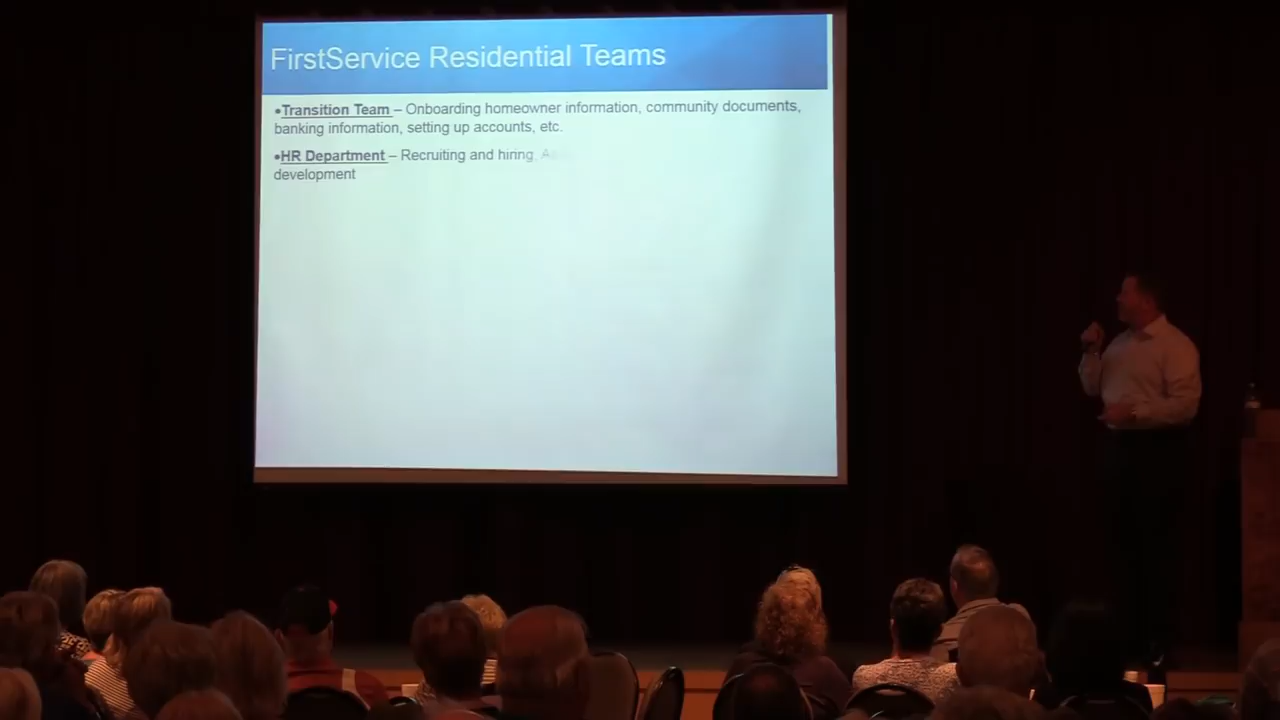 FirstService Residential Teams
•Transition Team – Onboarding homeowner information, community documents,
banking information, setting up accounts, etc.
•HR Department – Recruiting and hiring,
development